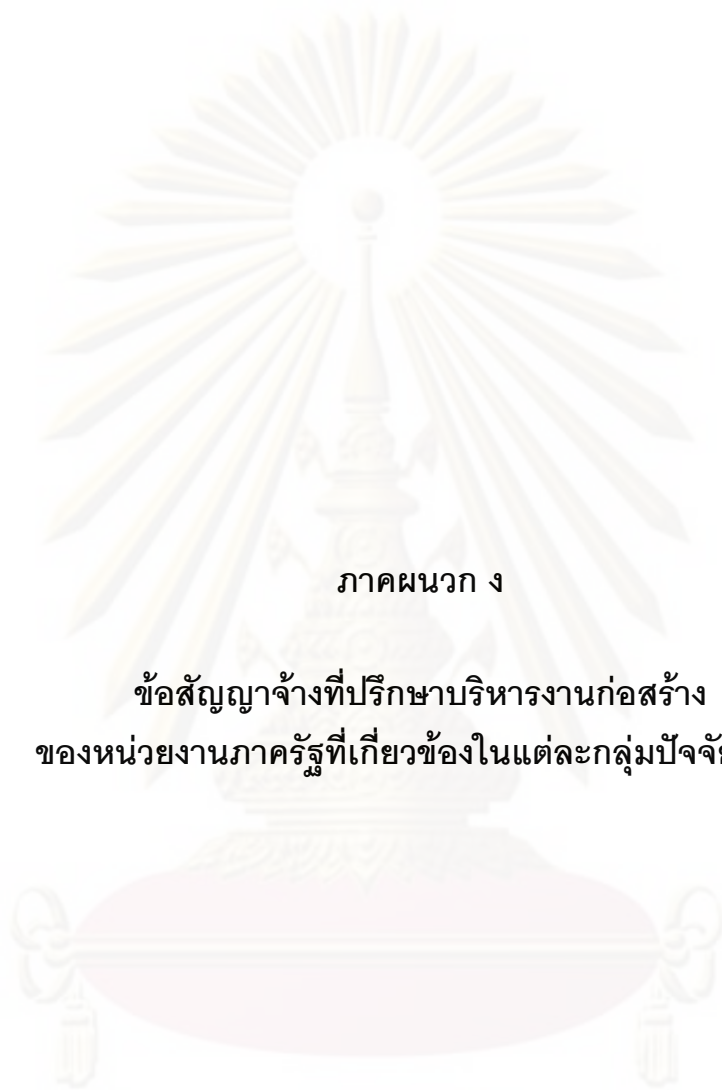 ภาคผนวก ง
ข้อสัญญาจ้างที่ปรึกษาบริหารงานก่อสร้าง
ของหน่วยงานภาครัฐที่เกี่ยวข้องในแต่ละกลุ่มปัจจัย